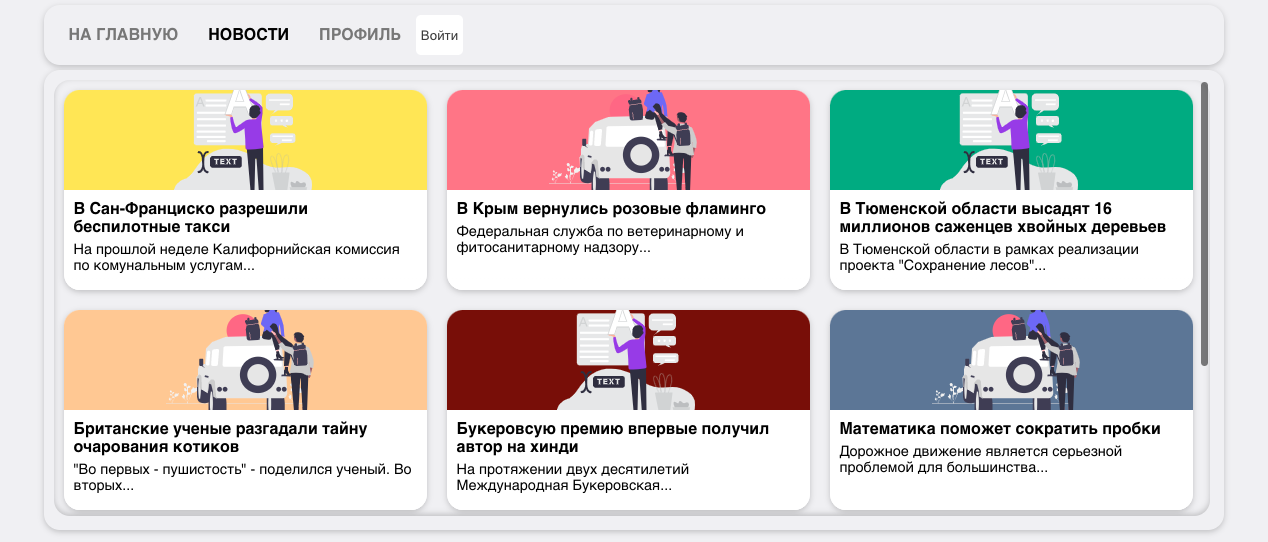 НА ГЛАВНУЮ НОВОСТИ ПРОФИЛЬ Войти
A
A
TEXT
В Сан-Франциско разрешили
беспилотные такси
На прошлой неделе Калифорнийская комиссия
по комунальным услугам...
В Крым вернулись розовые фламинго
Федеральная служба по ветеринарному и
фитосанитарному надзору...
A
A
TEXT
В Тюменской области высадят 16
миллионов саженцев хвойных деревьев
В Тюменской области в рамках реализации
проекта "Сохранение лесов"...
Британские ученые разгадали тайну
очарования котиков
"Во первых - пушистость" - поделился ученый. Во
вторых...
A
A
TEXT
Букеровсую премию впервые получил
автор на хинди
На протяжении двух десятилетий
Международная Букеровская...
Математика поможет сократить пробки
Дорожное движение является серьезной
проблемой для большинства...